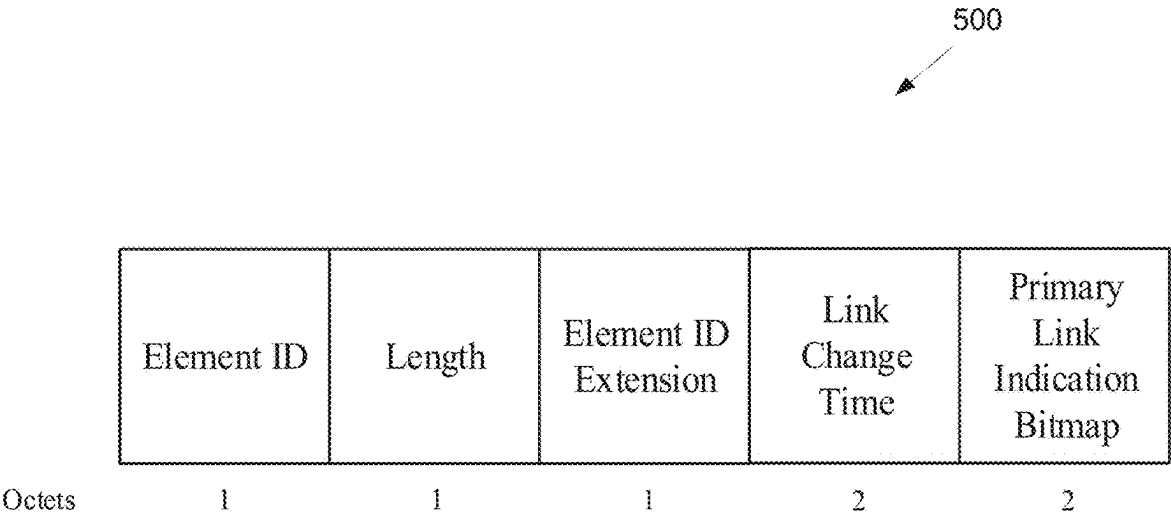 500
Element ID
Length
Element ID
Extension
Link
Change
Time
Primary
Link
Indication
Bitmap
Octets 1 1 1 2 2